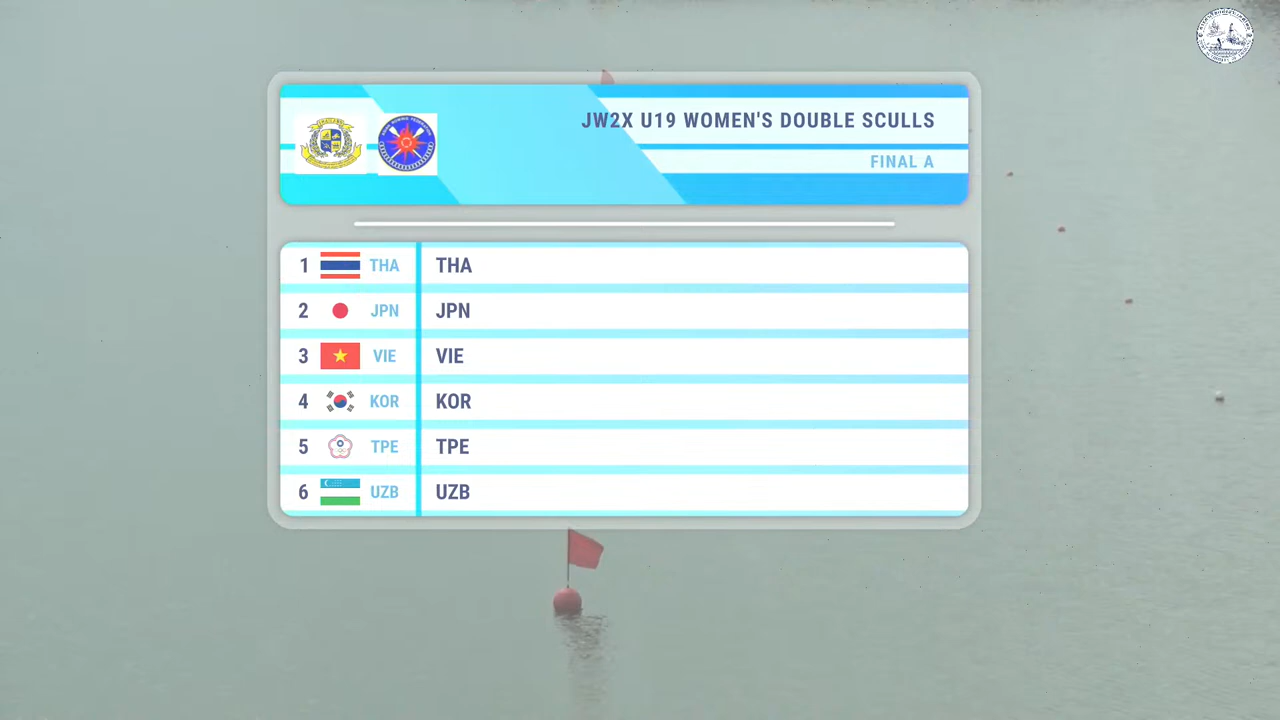 JW2X U19 WOMEN'S DOUBLE SCULLS
FINAL A
1 THA THA
2 JPN JPN
3 VIE VIE
4 KOR KOR
5 TPE TPE
6 UZB UZB